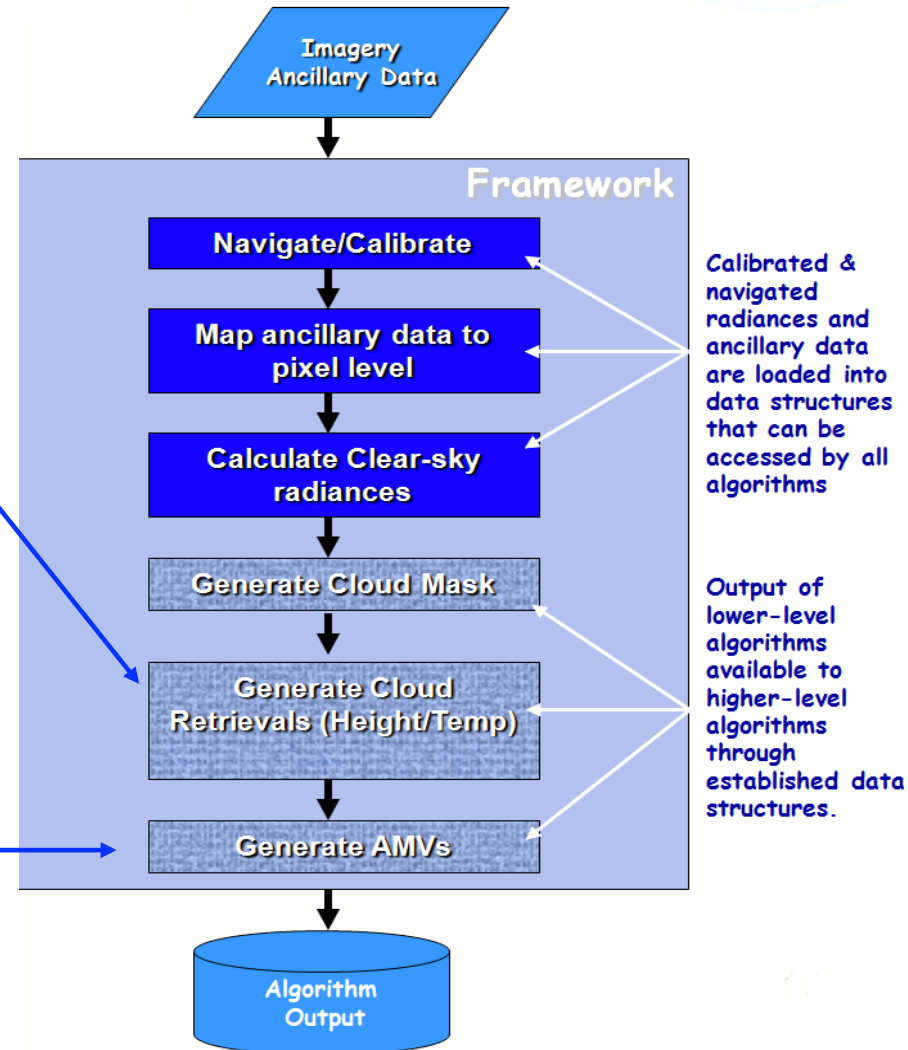 Imagery
Ancillary Data
Framework
Navigate/Calibrate
Map ancillary data to
pixel level
Calculate Clear-sky
radiances
Calibrated &
navigated
radiances and
ancillary data
are loaded into
data structures
that can be
accessed by all
algorithms
Generate Cloud Mask
Generate Cloud
Retrievals (Height/Temp)
Generate AMVs
Output of
lower-level
algorithms
available to
higher-level
algorithms
through
established data
structures.
Algorithm
Output